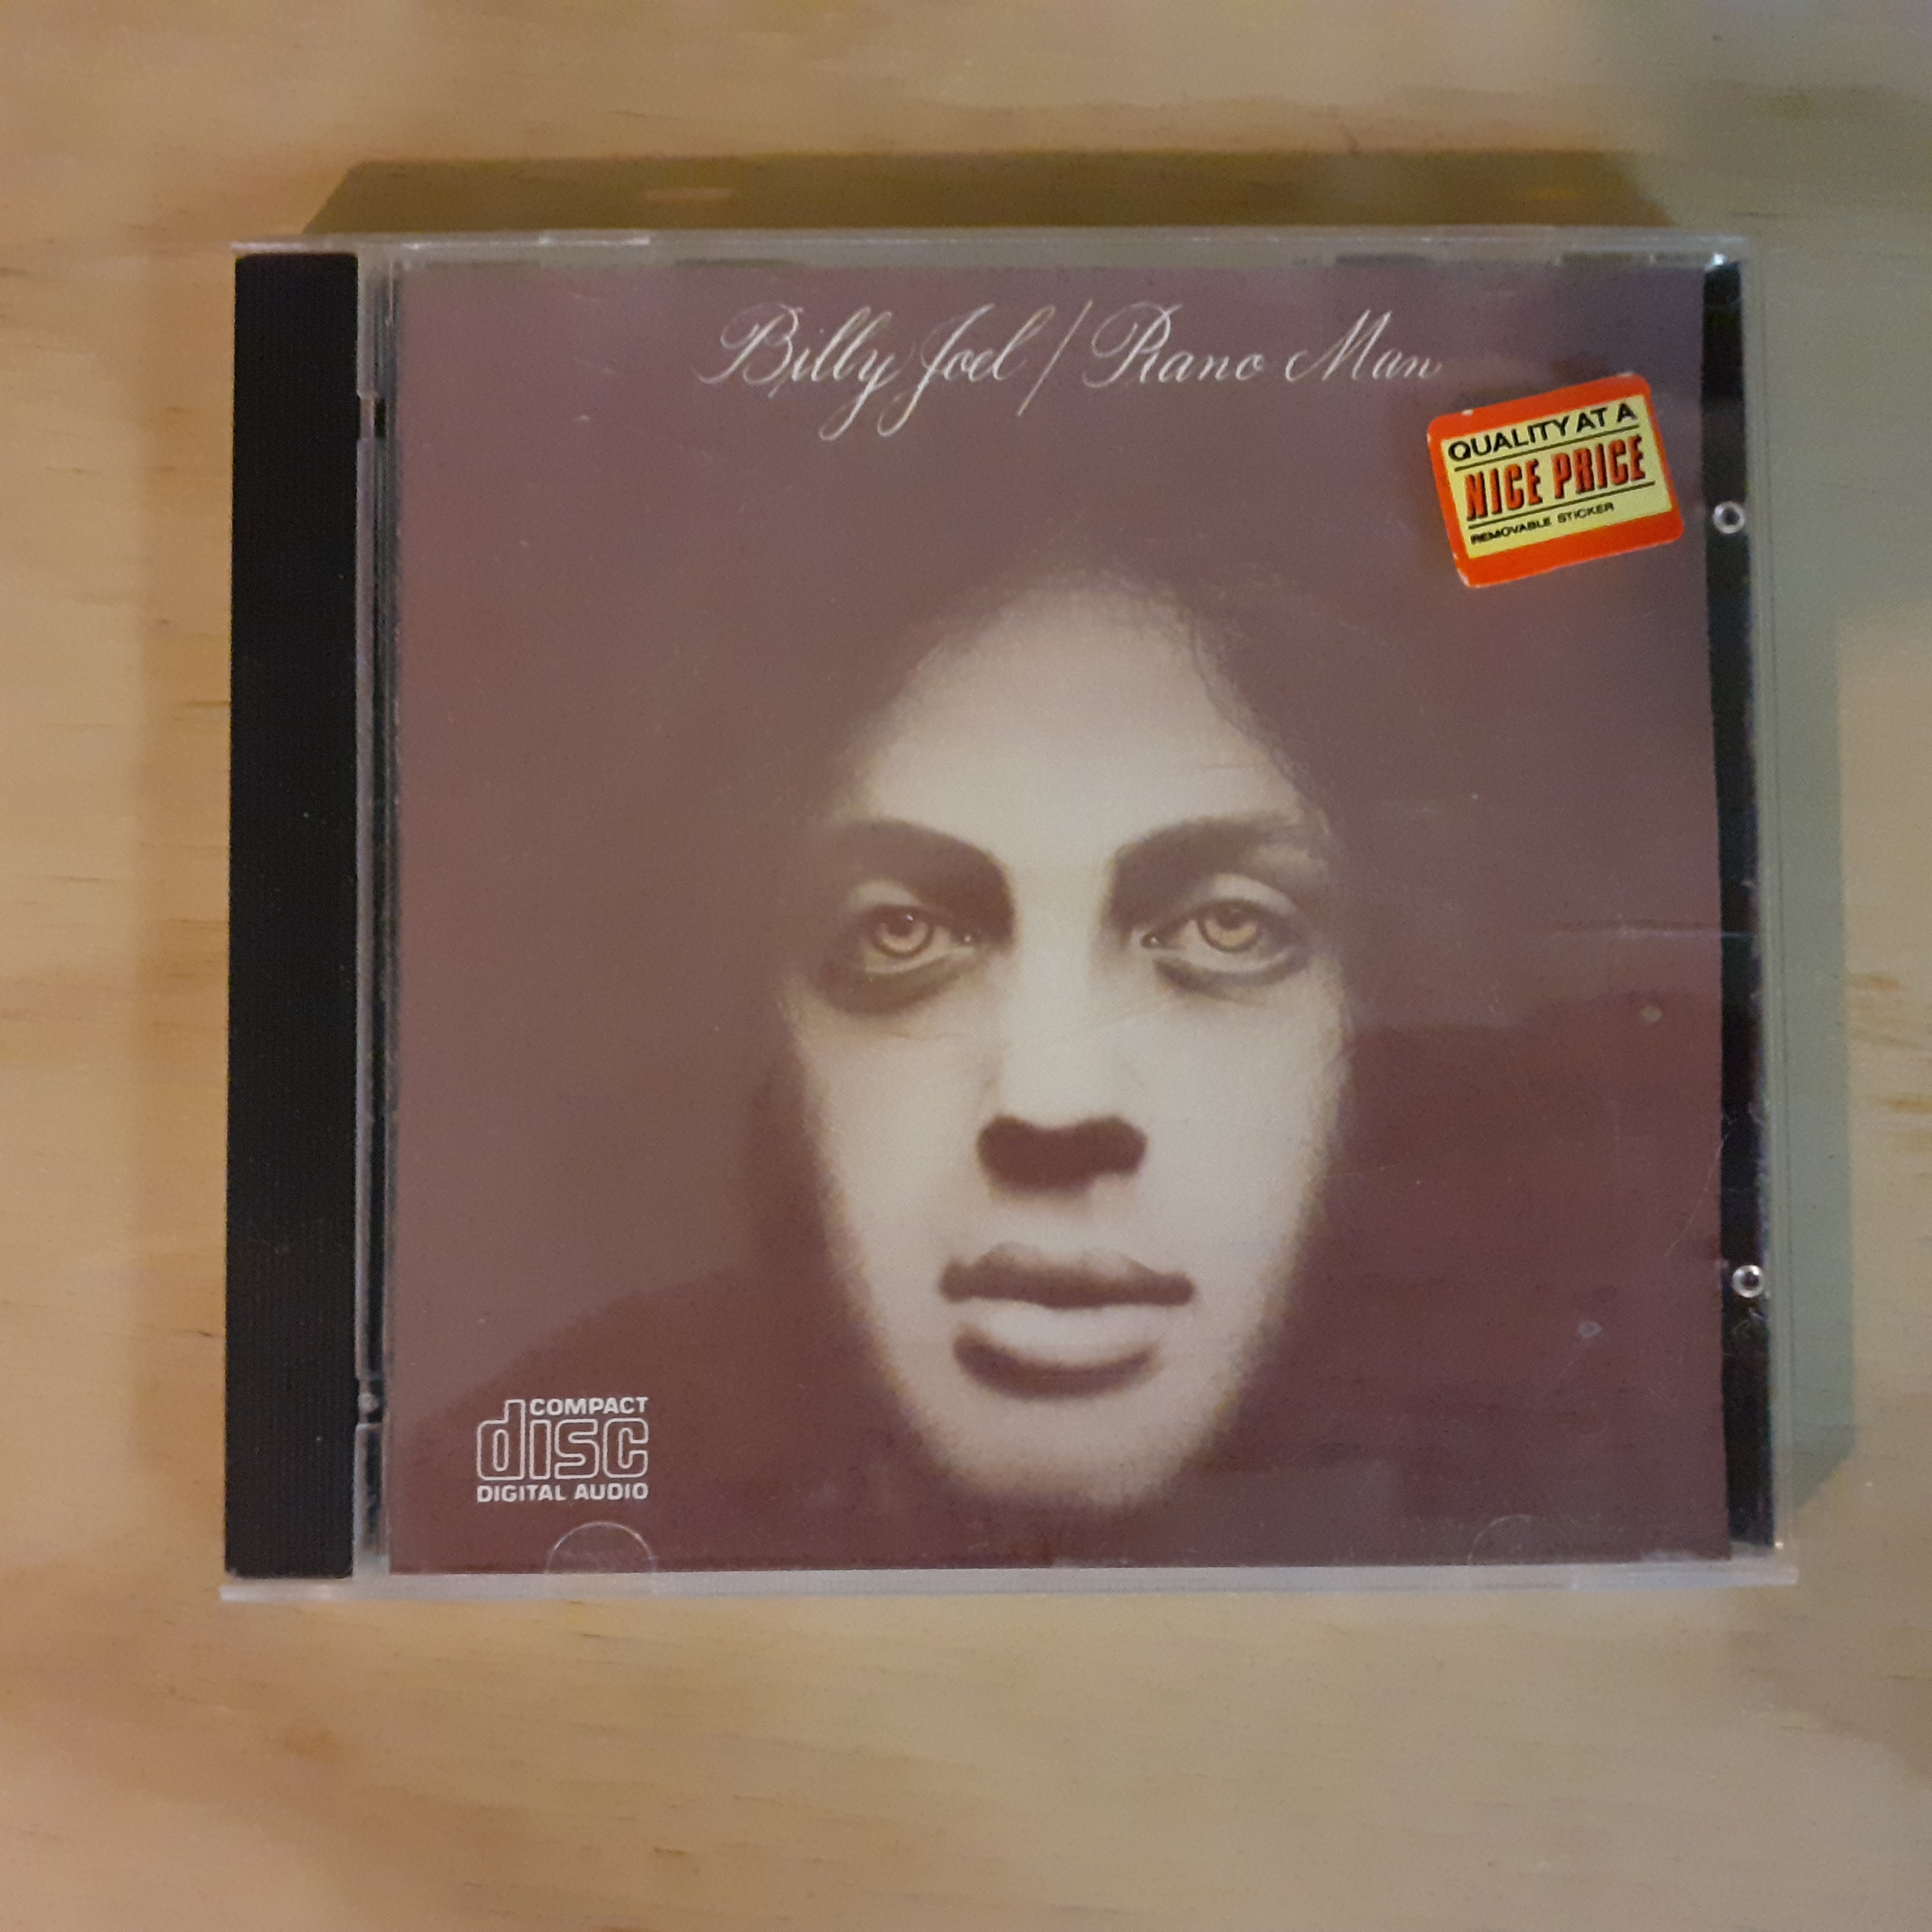 Billy Joel / Piano Man
QUALITY AT A
NICE PRICE
REMOVABLE STICKER
COMPACT
disc
DIGITAL AUDIO